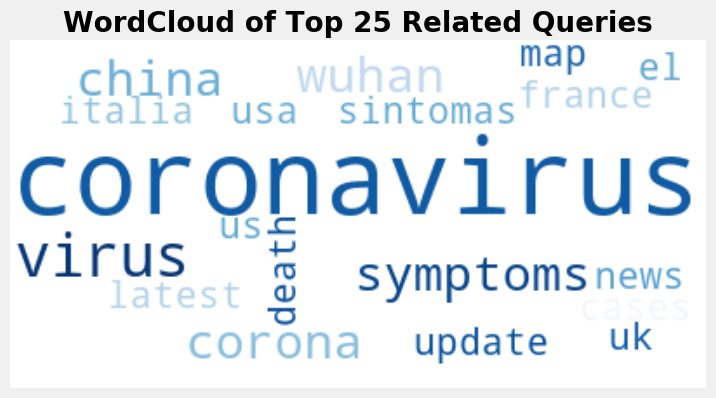 WordCloud of Top 25 Related Queries
map
china
wuhan
el
italia
usa
sintomas
france
coronavirus
us
death
virus
symptoms
news
latest
cases
corona
update
uk